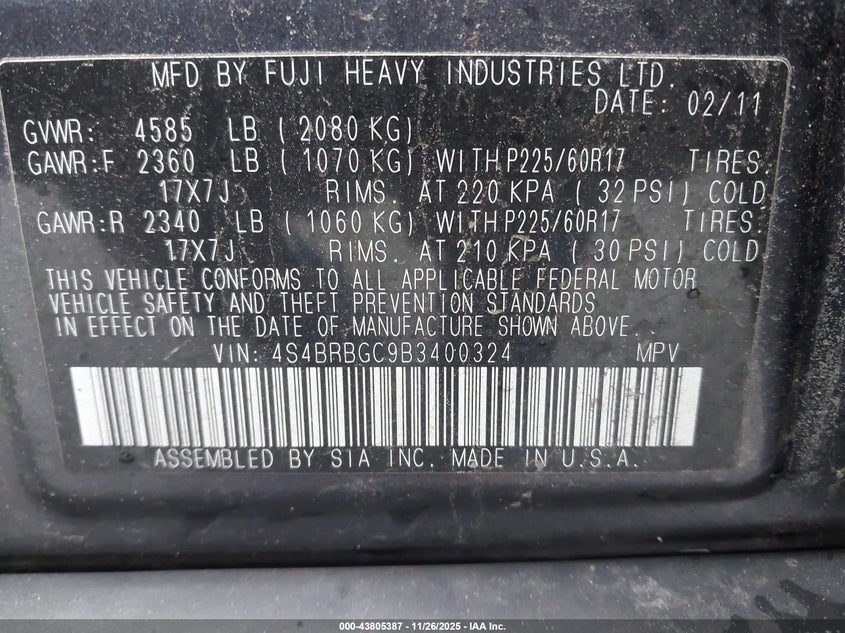 MFD BY FUJI HEAVY INDUSTRIES LTD.
DATE: 02/11
GVWR: 4585 LB ( 2080 KG)
GAWR:F 2360 LB ( 1070 KG) WITH P225/60R17 TIRES.
17X7J RIMS. AT 220 KPA ( 32 PSI) COLD
GAWR:R 2340 LB ( 1060 KG) WITH P225/60R17 TIRES.
17X7J RIMS. AT 210 KPA ( 30 PSI) COLD
THIS VEHICLE CONFORMS TO ALL APPLICABLE FEDERAL MOTOR
VEHICLE SAFETY AND THEFT PREVENTION STANDARDS
IN EFFECT ON THE DATE OF MANUFACTURE SHOWN ABOVE.
VIN: 4S4BRBGC9B3400324 MPV
ASSEMBLED BY SIA INC. MADE IN U.S.A.
000-43805387 - 11/26/2025 - IAA Inc.